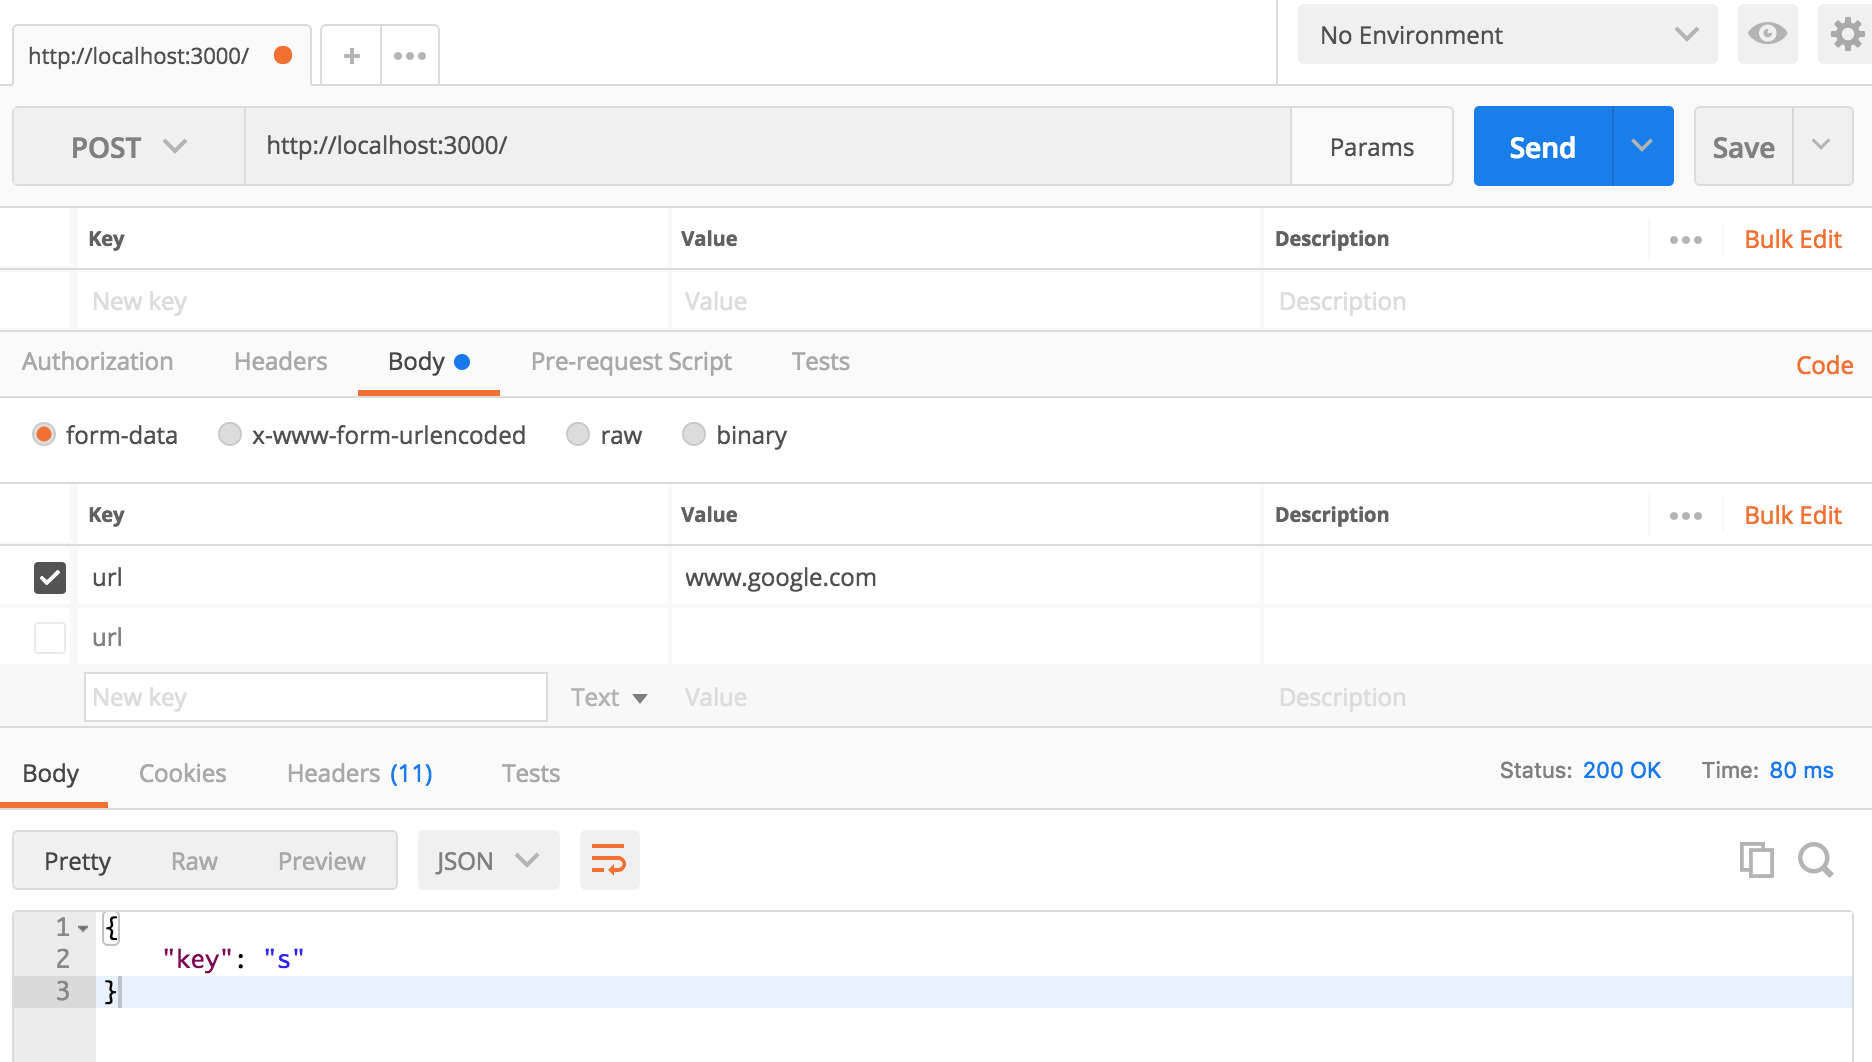 http://localhost:3000/
No Environment
POST http://localhost:3000/ Params Send Save
Key Value Description Bulk Edit
New key Value Description
Authorization Headers Body Pre-request Script Tests Code
form-data x-www-form-urlencoded raw binary
Key Value Description Bulk Edit
url www.google.com
url
New key Text Value Description
Body Cookies Headers (11) Tests Status: 200 OK Time: 80 ms
Pretty Raw Preview JSON
1 {
2 "key": "s"
3 }